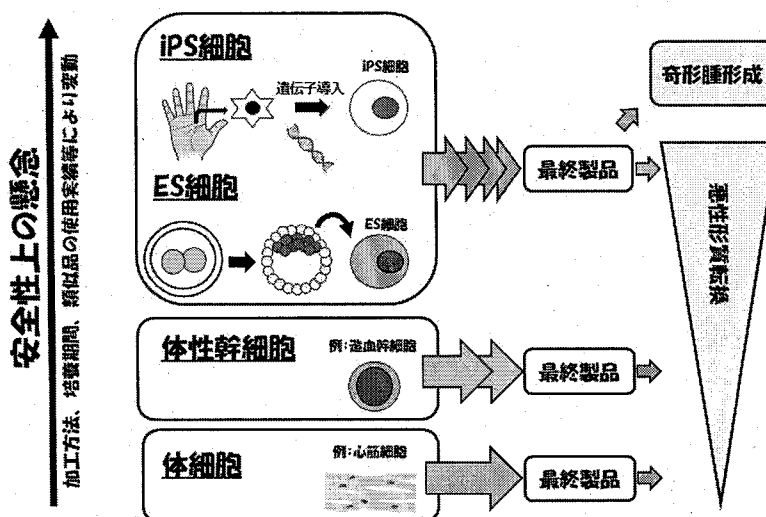 安全性上の懸念
加工方法、培養期間、類似品の使用実績等により変動
iPS細胞
遺伝子導入
iPS細胞
ES細胞
ES細胞
最終製品
奇形腫形成
悪性形質転換
体性幹細胞
例：造血幹細胞
最終製品
体細胞
例：心筋細胞
最終製品